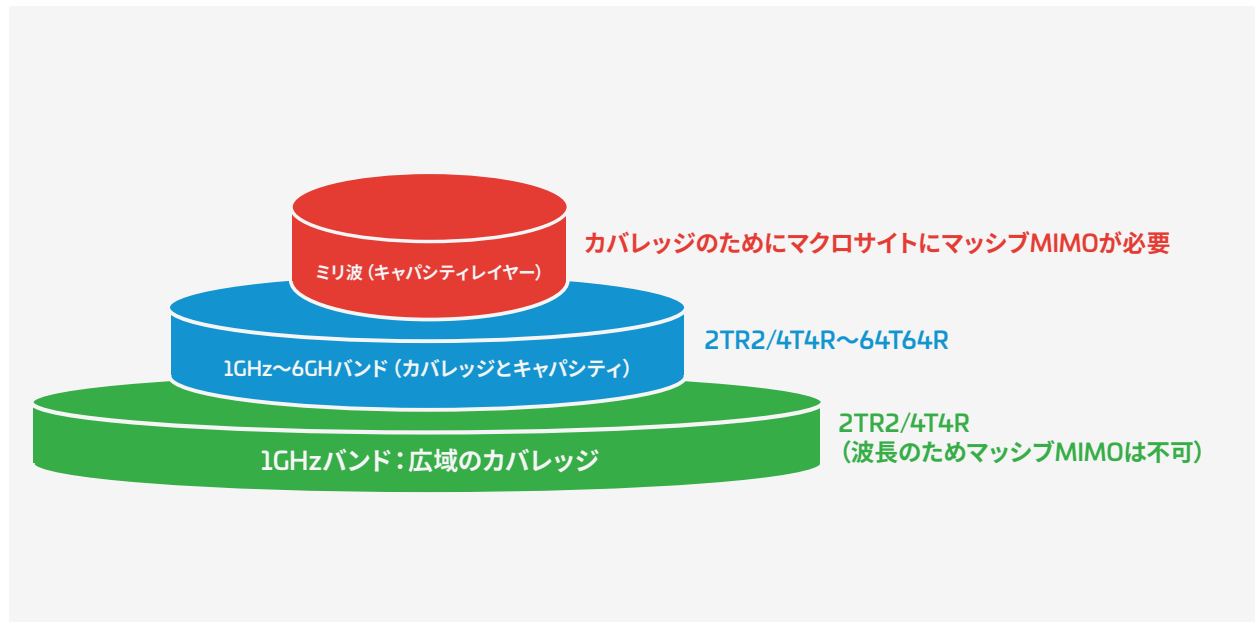 カバレッジのためにマクロサイトにマッシブMIMOが必要
ミリ波（キャパシティレイヤー）
2TR2/4T4R～64T64R
1GHz～6GHバンド（カバレッジとキャパシティ）
2TR2/4T4R
（波長のためマッシブMIMOは不可）
1GHzバンド：広域のカバレッジ